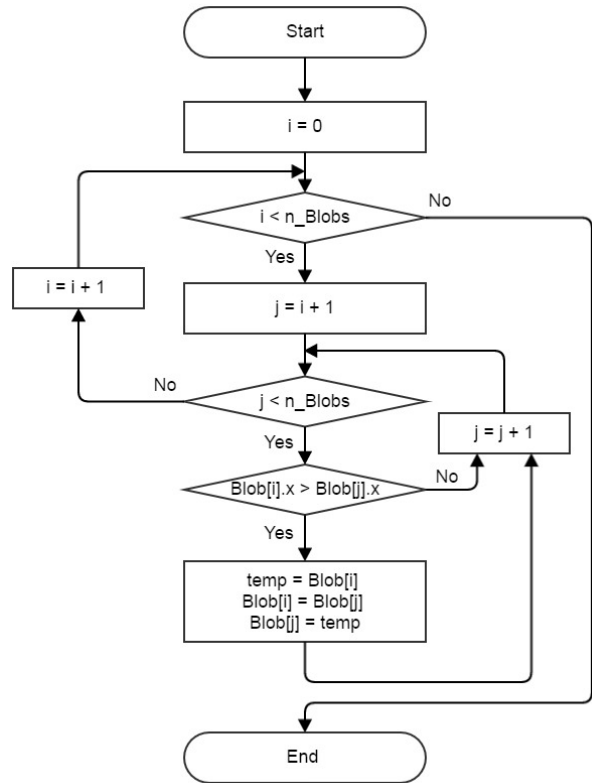 Start
i = 0
i < n_Blobs
No
Yes
i = i + 1
j = i + 1
No
j < n_Blobs
Yes
j = j + 1
Blob[i].x > Blob[j].x
No
Yes
temp = Blob[i]
Blob[i] = Blob[j]
Blob[j] = temp
End